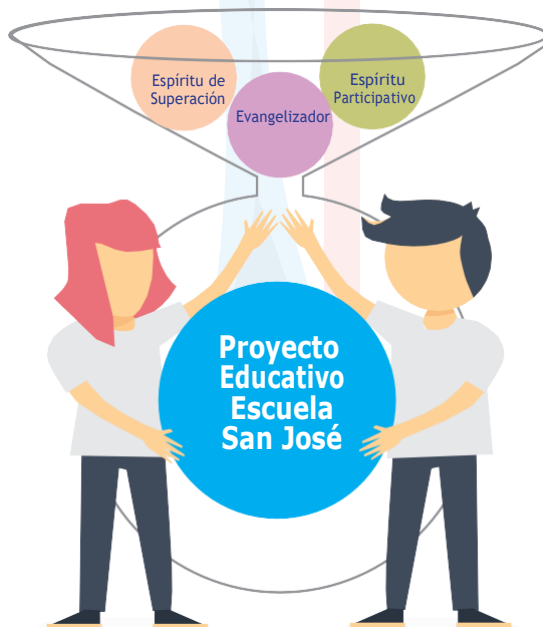 Espíritu de
Superación
Evangelizador
Espíritu
Participativo
Proyecto
Educativo
Escuela
San José